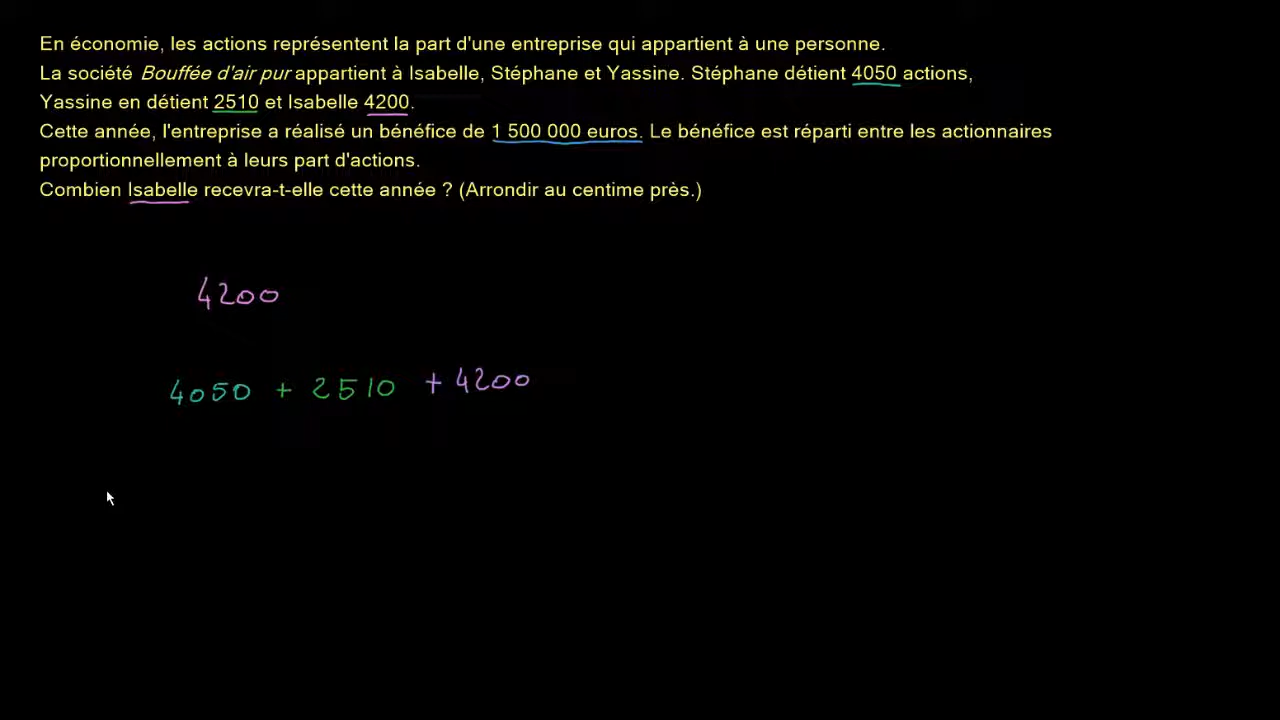 En économie, les actions représentent la part d'une entreprise qui appartient à une personne.
La société Bouffée d'air pur appartient à Isabelle, Stéphane et Yassine. Stéphane détient 4050 actions,
Yassine en détient 2510 et Isabelle 4200.
Cette année, l'entreprise a réalisé un bénéfice de 1 500 000 euros. Le bénéfice est réparti entre les actionnaires
proportionnellement à leurs part d'actions.
Combien Isabelle recevra-t-elle cette année ? (Arrondir au centime près.)
4200
4050 + 2510 + 4200